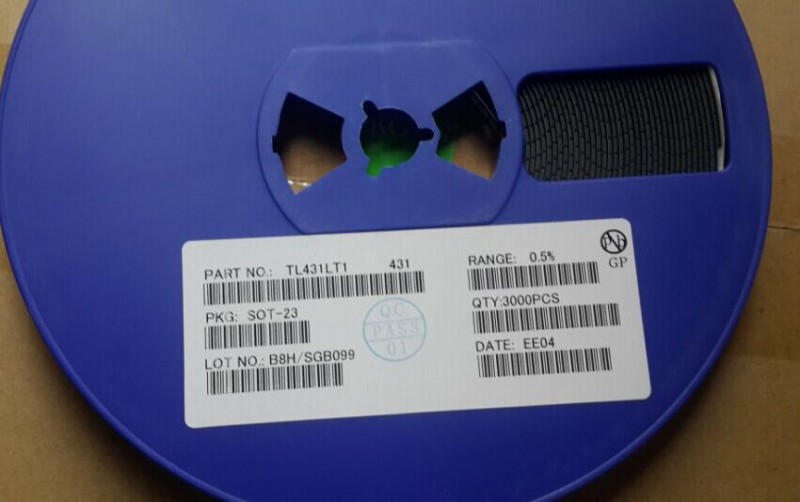 PART NO.: TL431LT1 431
PKG: SOT-23
LOT NO.: B8H/SGB099
QC
PASS
01
RANGE: 0.5%
QTY:3000PCS
DATE: EE04
Pb
GP